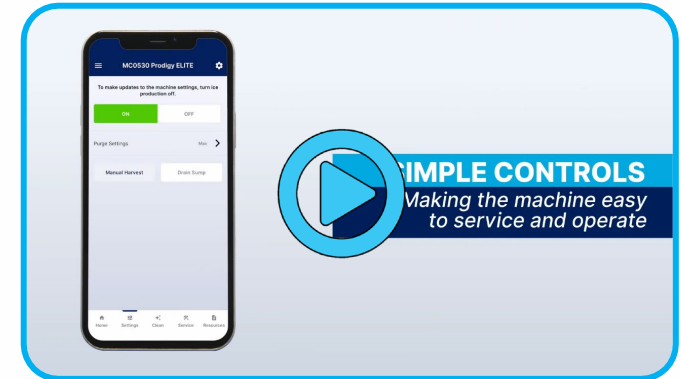 MC0530 Prodigy ELITE
To make updates to the machine settings, turn ice
production off.
ON
OFF
Purge Settings
Max
Manual Harvest
Drain Sump
Home
Settings
Clean
Service
Resources
SIMPLE CONTROLS
Making the machine easy
to service and operate